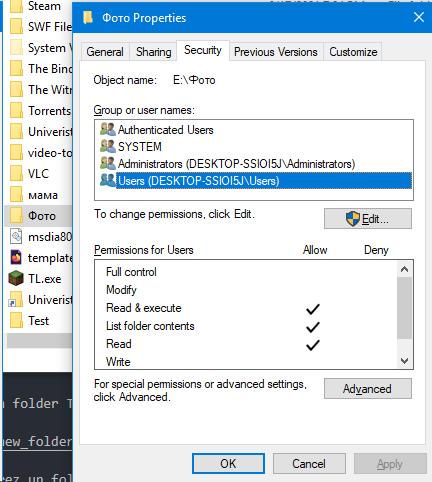 Steam
SWF Files
System V
The Bind
The Witn
Torrents
Univerist
video-to
VLC
мама
Фото
msdia80
template
TL.exe
Univerist
Test
n folder T
new_folder
eez up fol
Фото Properties
General
Sharing
Security
Previous Versions
Customize
Object name: E:\Фото
Group or user names:
Authenticated Users
SYSTEM
Administrators (DESKTOP-SSIOI5J\Administrators)
Users (DESKTOP-SSIOI5J\Users)
To change permissions, click Edit.
Edit...
Permissions for Users Allow Deny
Full control
Modify
Read & execute
List folder contents
Read
Write
For special permissions or advanced settings,
click Advanced.
Advanced
OK
Cancel
Apply